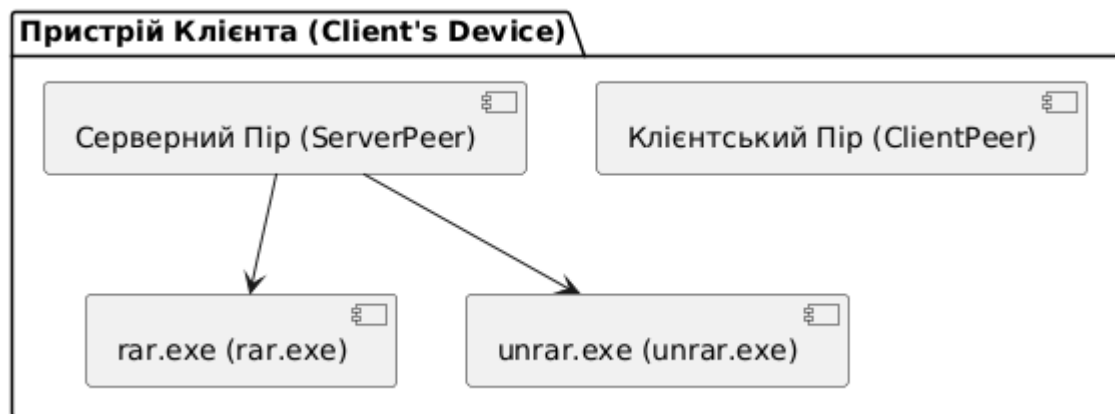 Пристрій Клієнта (Client's Device)
Серверний Пір (ServerPeer)
Клієнтський Пір (ClientPeer)
rar.exe (rar.exe)
unrar.exe (unrar.exe)